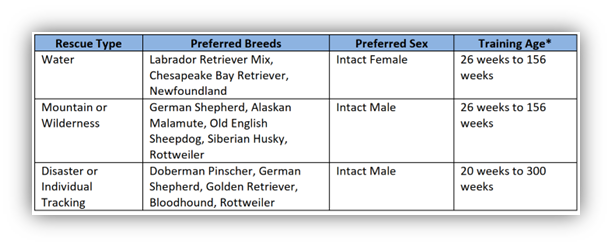 Rescue Type Preferred Breeds Preferred Sex Training Age*
Water Labrador Retriever Mix, Intact Female 26 weeks to 156
Chesapeake Bay Retriever, weeks
Newfoundland
Mountain or German Shepherd, Alaskan Intact Male 26 weeks to 156
Wilderness Malamute, Old English weeks
Sheepdog, Siberian Husky,
Rottweiler
Disaster or Doberman Pinscher, German Intact Male 20 weeks to 300
Individual Shepherd, Golden Retriever, weeks
Tracking Bloodhound, Rottweiler